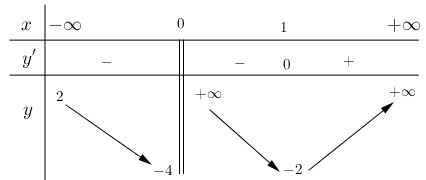 x −∞ 0 1 +∞
y′ − − 0 +
2 +∞ +∞
y
−4 −2